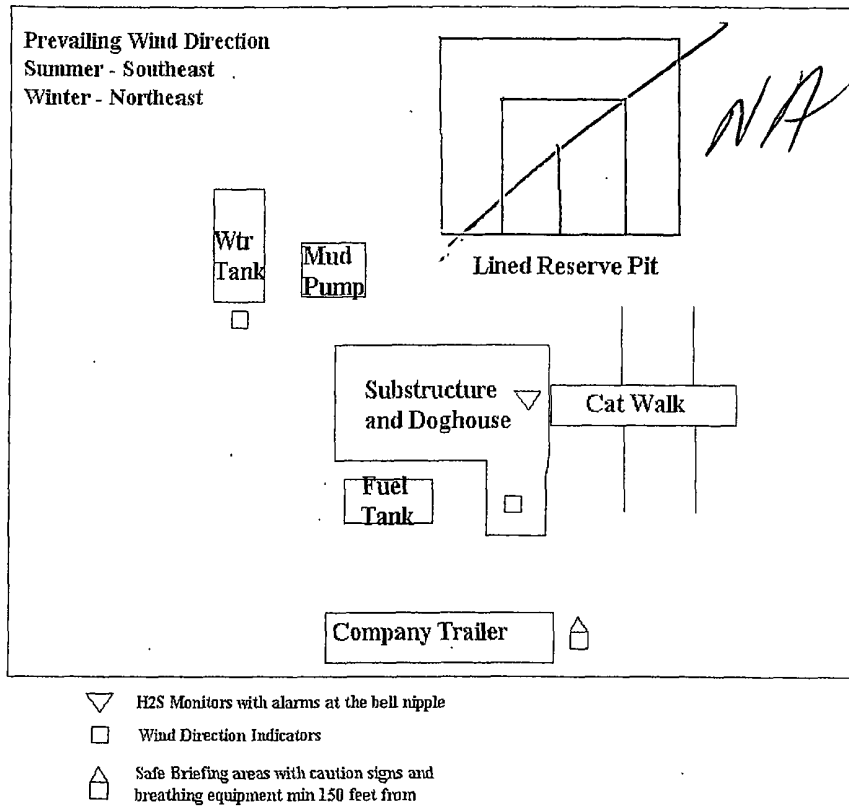 Prevailing Wind Direction
Summer - Southeast
Winter - Northeast
NA
Wtr
Tank
Mud
Pump
Lined Reserve Pit
Substructure
and Doghouse
Cat Walk
Fuel
Tank
Company Trailer
H2S Monitors with alarms at the bell nipple
Wind Direction Indicators
Safe Briefing areas with caution signs and
breathing equipment min 150 feet from